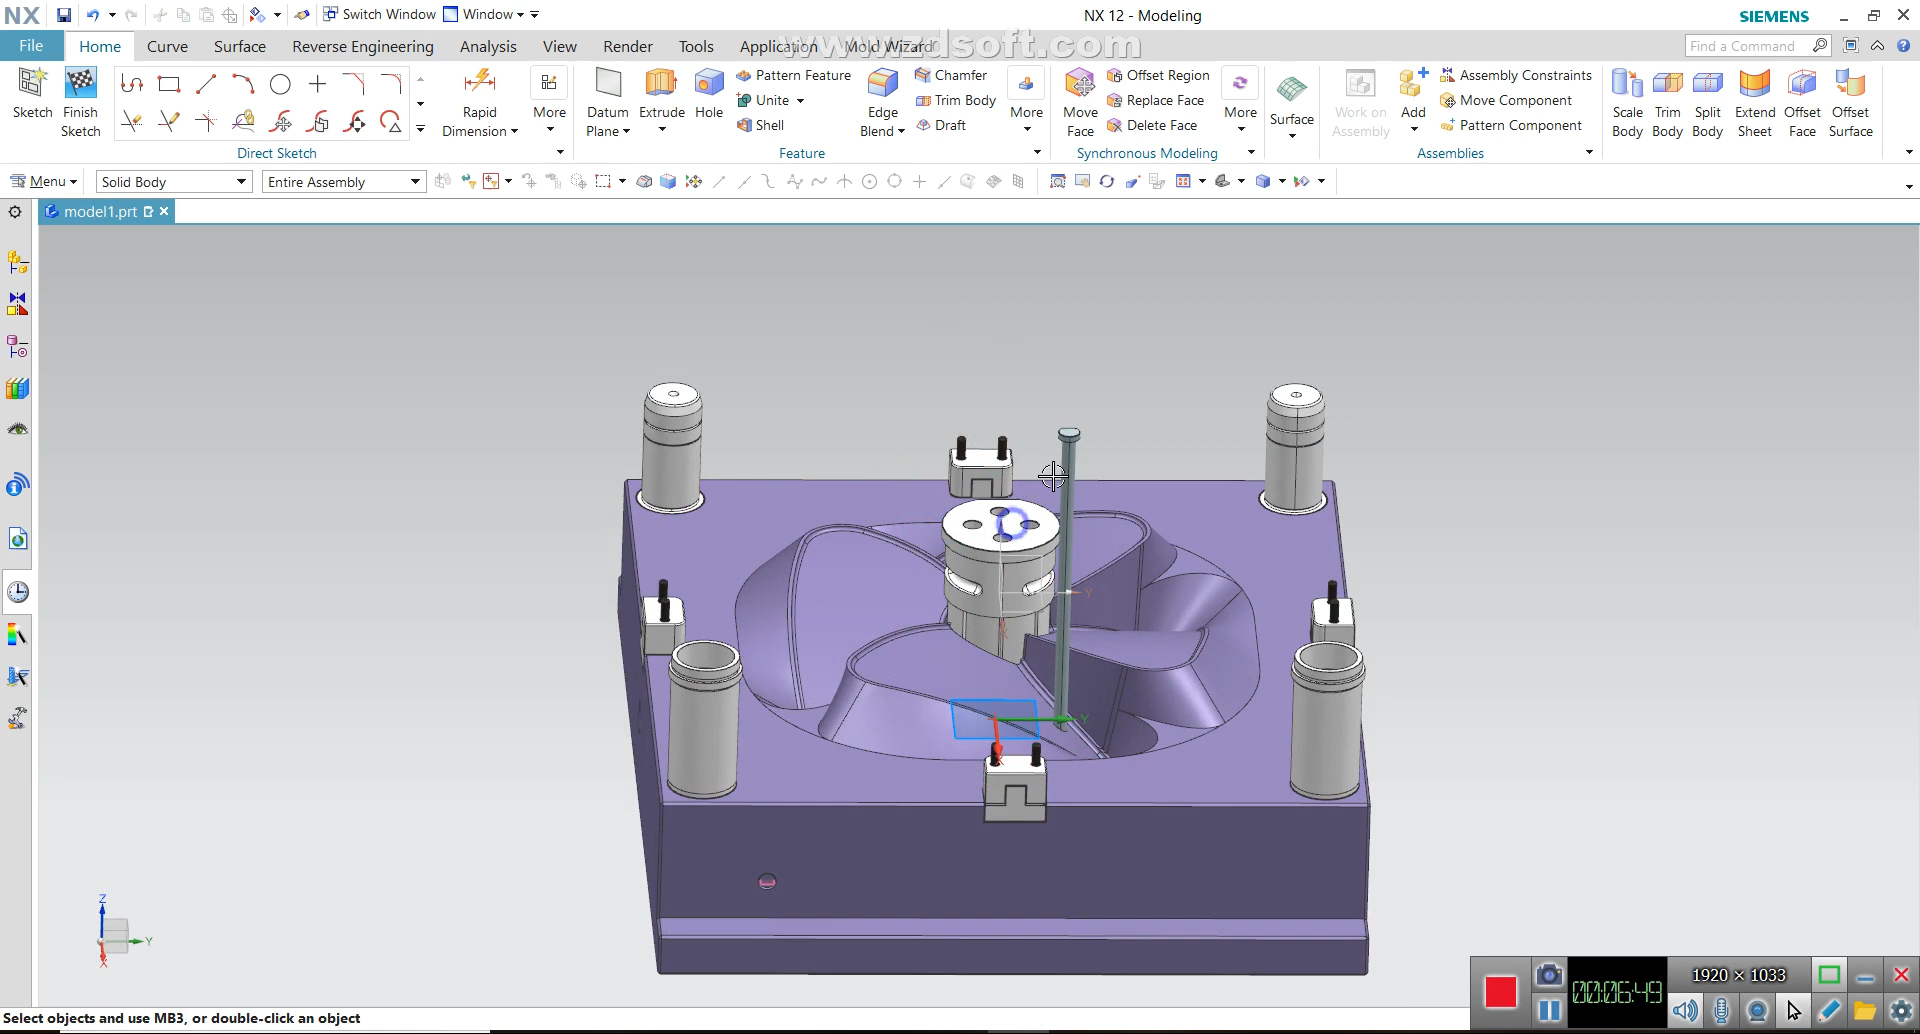 NX Switch Window Window NX 12 - Modeling SIEMENS
File Home Curve Surface Reverse Engineering Analysis View Render Tools Application Mold Wizard Find a Command
www.zdsoft.com
Sketch Finish Sketch Rapid Dimension More
Direct Sketch
Datum Plane Extrude Hole Pattern Feature Unite Shell Edge Blend Chamfer Trim Body Draft More
Feature
Move Face Offset Region Replace Face Delete Face More
Synchronous Modeling
Surface
Work on Assembly Add Assembly Constraints Move Component Pattern Component
Assemblies
Scale Body Trim Body Split Body Extend Sheet Offset Face Offset Surface
Menu Solid Body Entire Assembly
model1.prt
Y
X
Y
X
Z
Y
X
1920 × 1033
00:06:49
Select objects and use MB3, or double-click an object